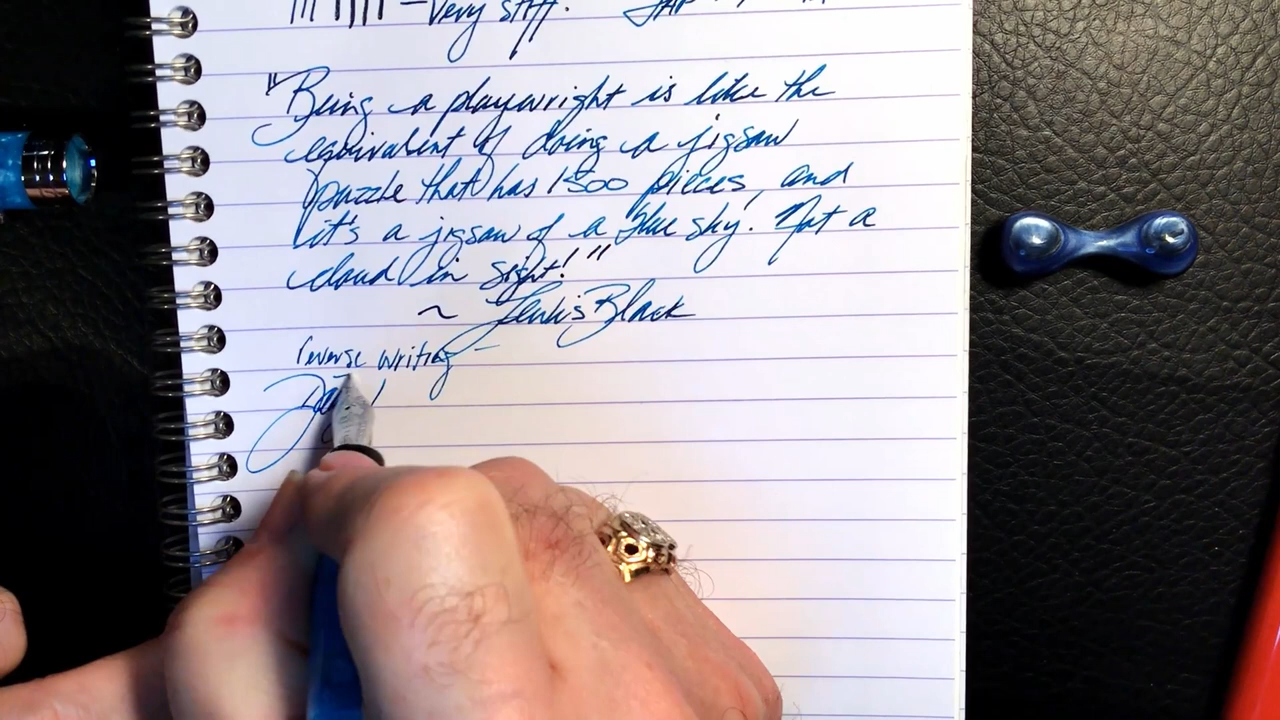 – Very stiff.
"Being a playwright is like the
equivalent of doing a jigsaw
puzzle that has 1500 pieces, and
it's a jigsaw of a blue sky. Not a
cloud in sight!"
~ Lewis Black
reverse writing –